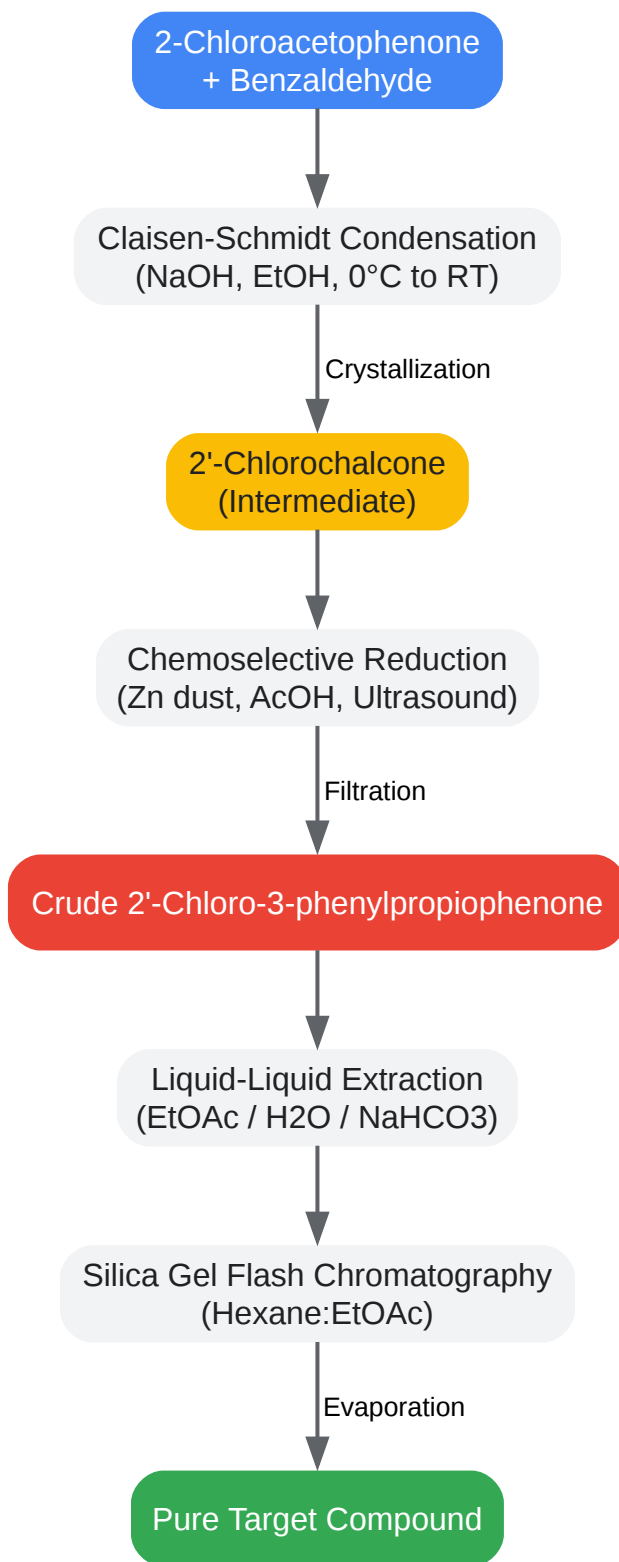 2-Chloroacetophenone
+ Benzaldehyde
Claisen-Schmidt Condensation
(NaOH, EtOH, 0°C to RT)
Crystallization
2'-Chlorochalcone
(Intermediate)
Chemoselective Reduction
(Zn dust, AcOH, Ultrasound)
Filtration
Crude 2'-Chloro-3-phenylpropiophenone
Liquid-Liquid Extraction
(EtOAc / H2O / NaHCO3)
Silica Gel Flash Chromatography
(Hexane:EtOAc)
Evaporation
Pure Target Compound